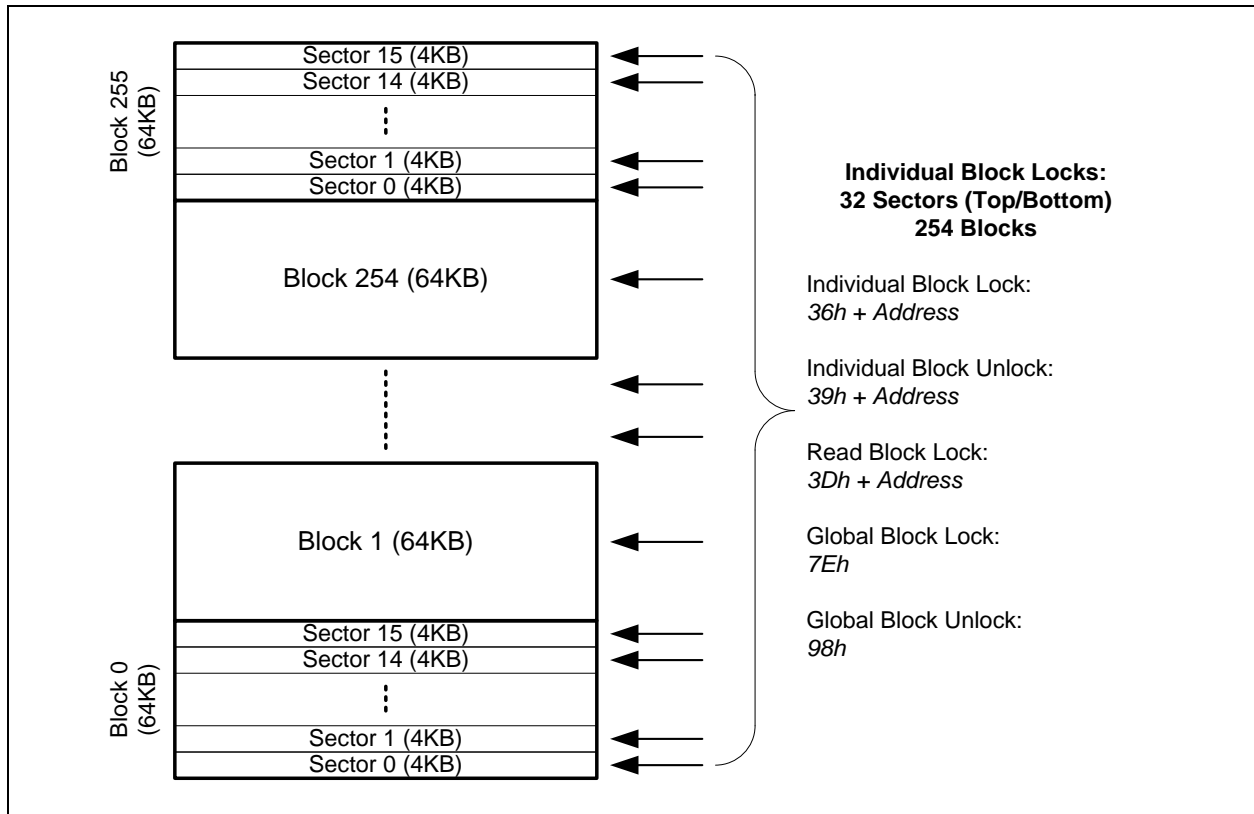 Block 255
(64KB)
Sector 15 (4KB)
Sector 14 (4KB)
Sector 1 (4KB)
Sector 0 (4KB)
Block 254 (64KB)
Block 1 (64KB)
Block 0
(64KB)
Sector 15 (4KB)
Sector 14 (4KB)
Sector 1 (4KB)
Sector 0 (4KB)
Individual Block Locks:
32 Sectors (Top/Bottom)
254 Blocks
Individual Block Lock:
36h + Address
Individual Block Unlock:
39h + Address
Read Block Lock:
3Dh + Address
Global Block Lock:
7Eh
Global Block Unlock:
98h